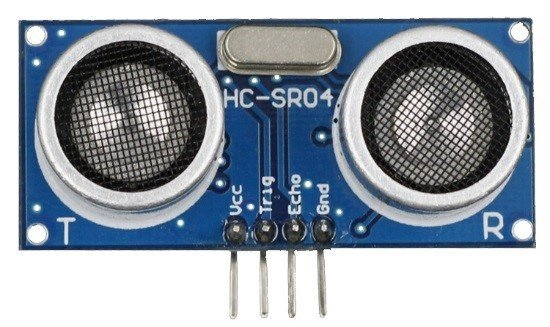 HC-SR04
Vcc
Trig
Echo
Gnd
T
R